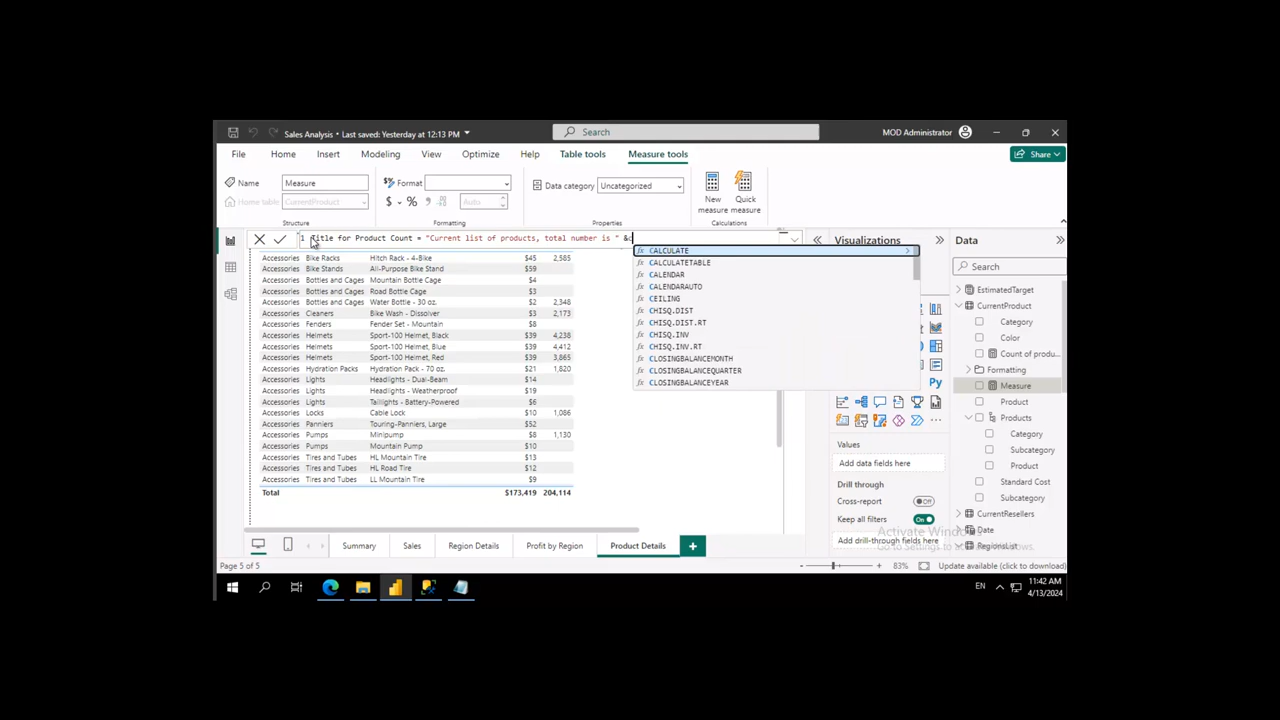 Sales Analysis • Last saved: Yesterday at 12:13 PM
Search
MOD Administrator
File Home Insert Modeling View Optimize Help Table tools Measure tools
Share
Name Measure
Home table CurrentProduct
Format
$ % Auto
Data category Uncategorized
New measure
Quick measure
Structure Formatting Properties Calculations
1 Title for Product Count = "Current list of products, total number is " &c
CALCULATE
CALCULATETABLE
CALENDAR
CALENDARAUTO
CEILING
CHISQ.DIST
CHISQ.DIST.RT
CHISQ.INV
CHISQ.INV.RT
CLOSINGBALANCEMONTH
CLOSINGBALANCEQUARTER
CLOSINGBALANCEYEAR
Accessories Bike Racks Hitch Rack - 4-Bike $45 2,585
Accessories Bike Stands All-Purpose Bike Stand $59
Accessories Bottles and Cages Mountain Bottle Cage $4
Accessories Bottles and Cages Road Bottle Cage $3
Accessories Bottles and Cages Water Bottle - 30 oz. $2 2,348
Accessories Cleaners Bike Wash - Dissolver $3 2,173
Accessories Fenders Fender Set - Mountain $8
Accessories Helmets Sport-100 Helmet, Black $39 4,238
Accessories Helmets Sport-100 Helmet, Blue $39 4,412
Accessories Helmets Sport-100 Helmet, Red $39 3,865
Accessories Hydration Packs Hydration Pack - 70 oz. $21 1,820
Accessories Lights Headlights - Dual-Beam $14
Accessories Lights Headlights - Weatherproof $19
Accessories Lights Taillights - Battery-Powered $6
Accessories Locks Cable Lock $10 1,086
Accessories Panniers Touring-Panniers, Large $52
Accessories Pumps Minipump $8 1,130
Accessories Pumps Mountain Pump $10
Accessories Tires and Tubes HL Mountain Tire $13
Accessories Tires and Tubes HL Road Tire $12
Accessories Tires and Tubes LL Mountain Tire $9
Total $173,419 204,114
Visualizations
Values
Add data fields here
Drill through
Cross-report Off
Keep all filters On
Add drill-through fields here
Data
Search
EstimatedTarget
CurrentProduct
Category
Color
Count of produ...
Formatting
Measure
Product
Products
Category
Subcategory
Product
Standard Cost
Subcategory
CurrentResellers
Date
RegionsList
Summary Sales Region Details Profit by Region Product Details
Page 5 of 5
83%
Update available (click to download)
EN
11:42 AM
4/13/2024